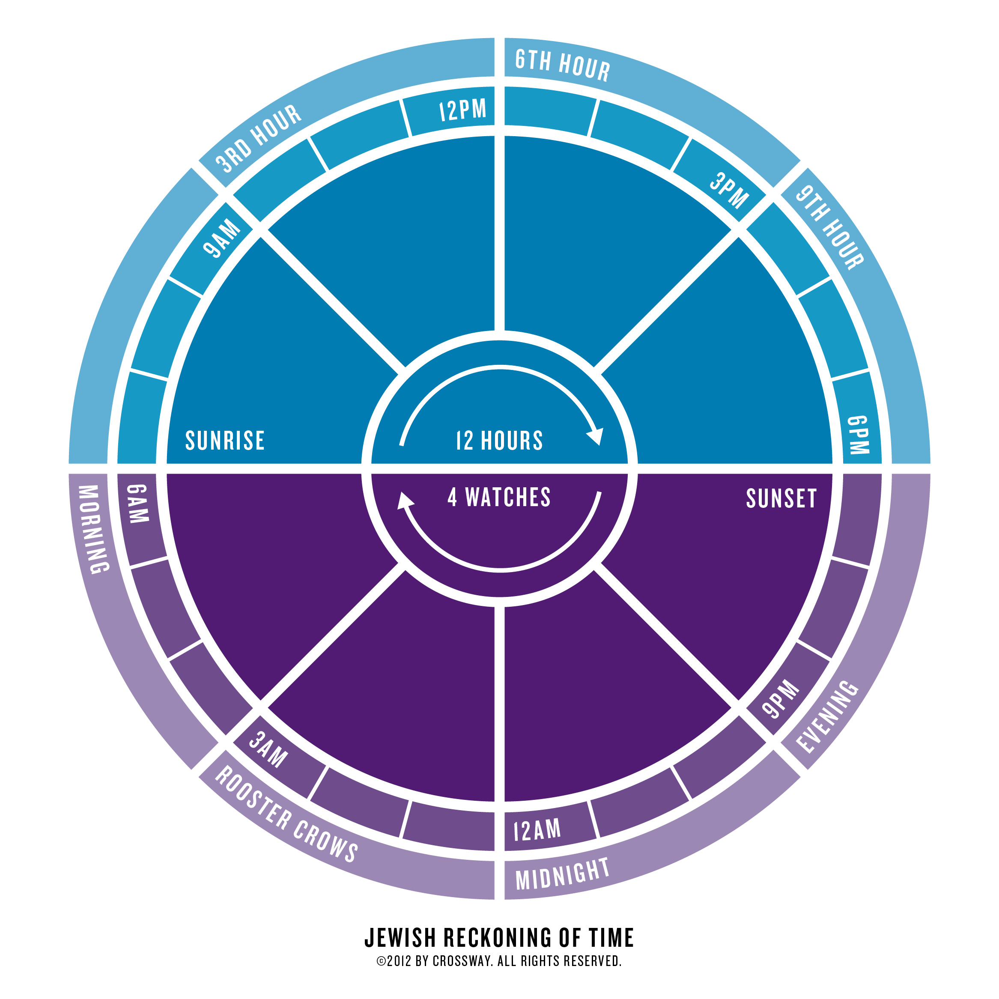 6TH HOUR
12PM
3RD HOUR
3PM
9TH HOUR
9AM
6PM
SUNRISE
12 HOURS
4 WATCHES
SUNSET
6AM
MORNING
9PM
EVENING
3AM
ROOSTER CROWS
12AM
MIDNIGHT
JEWISH RECKONING OF TIME
©2012 BY CROSSWAY. ALL RIGHTS RESERVED.